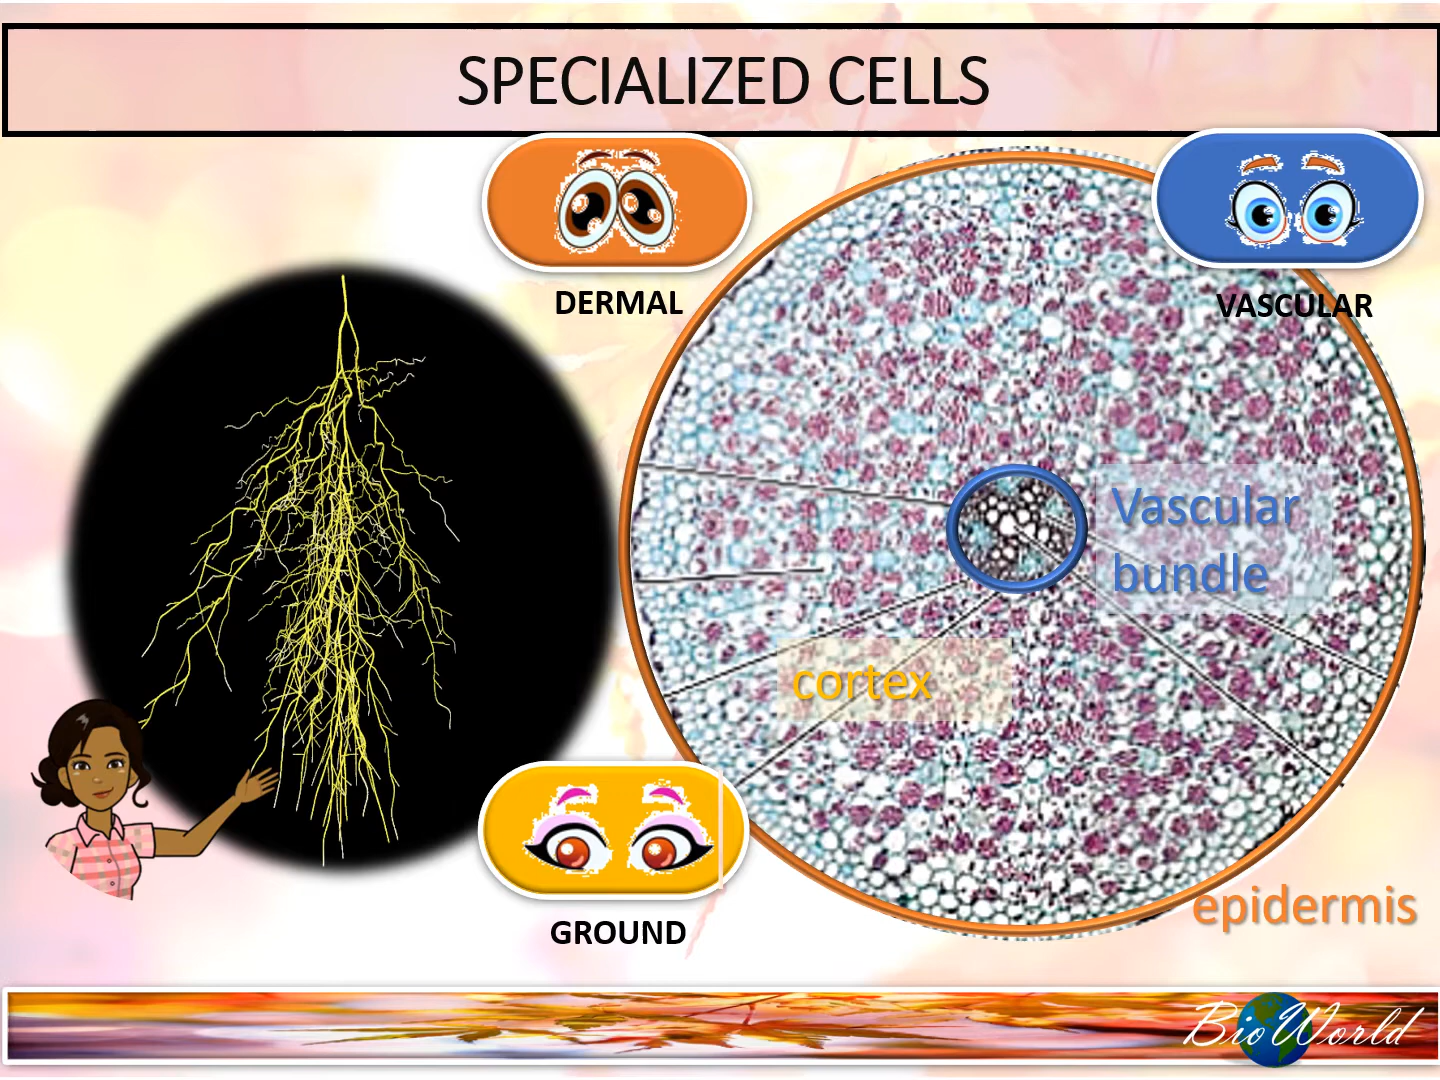 SPECIALIZED CELLS
DERMAL
VASCULAR
Vascular
bundle
cortex
epidermis
GROUND
BioWorld